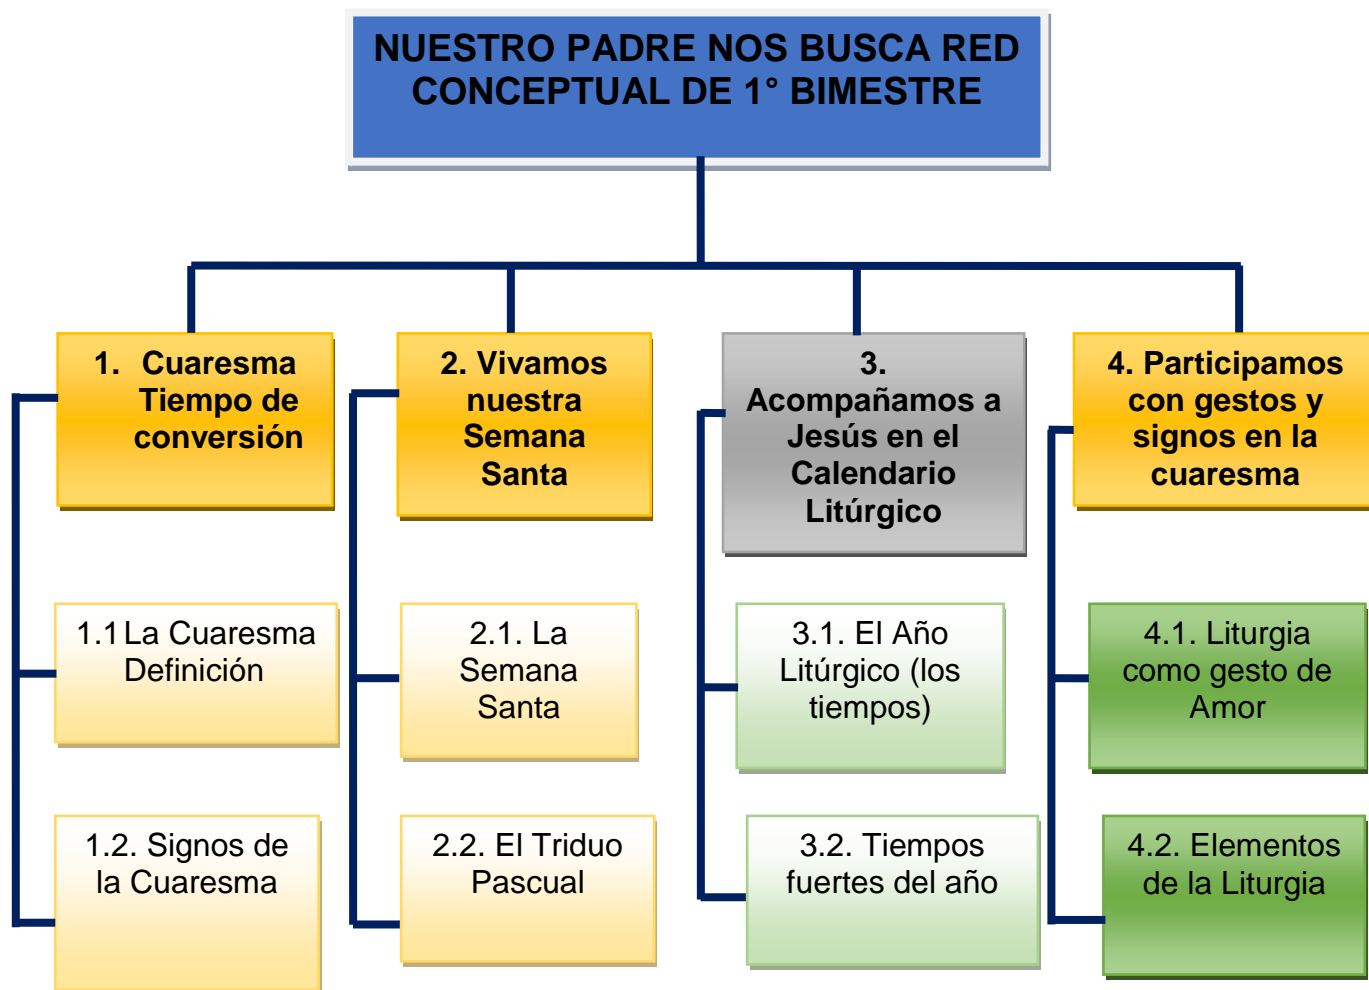 NUESTRO PADRE NOS BUSCA RED
CONCEPTUAL DE 1° BIMESTRE
1. Cuaresma
Tiempo de
conversión
2. Vivamos
nuestra
Semana
Santa
3.
Acompañamos a
Jesús en el
Calendario
Litúrgico
4. Participamos
con gestos y
signos en la
cuaresma
1.1 La Cuaresma
Definición
2.1. La
Semana
Santa
3.1. El Año
Litúrgico (los
tiempos)
4.1. Liturgia
como gesto de
Amor
1.2. Signos de
la Cuaresma
2.2. El Triduo
Pascual
3.2. Tiempos
fuertes del año
4.2. Elementos
de la Liturgia